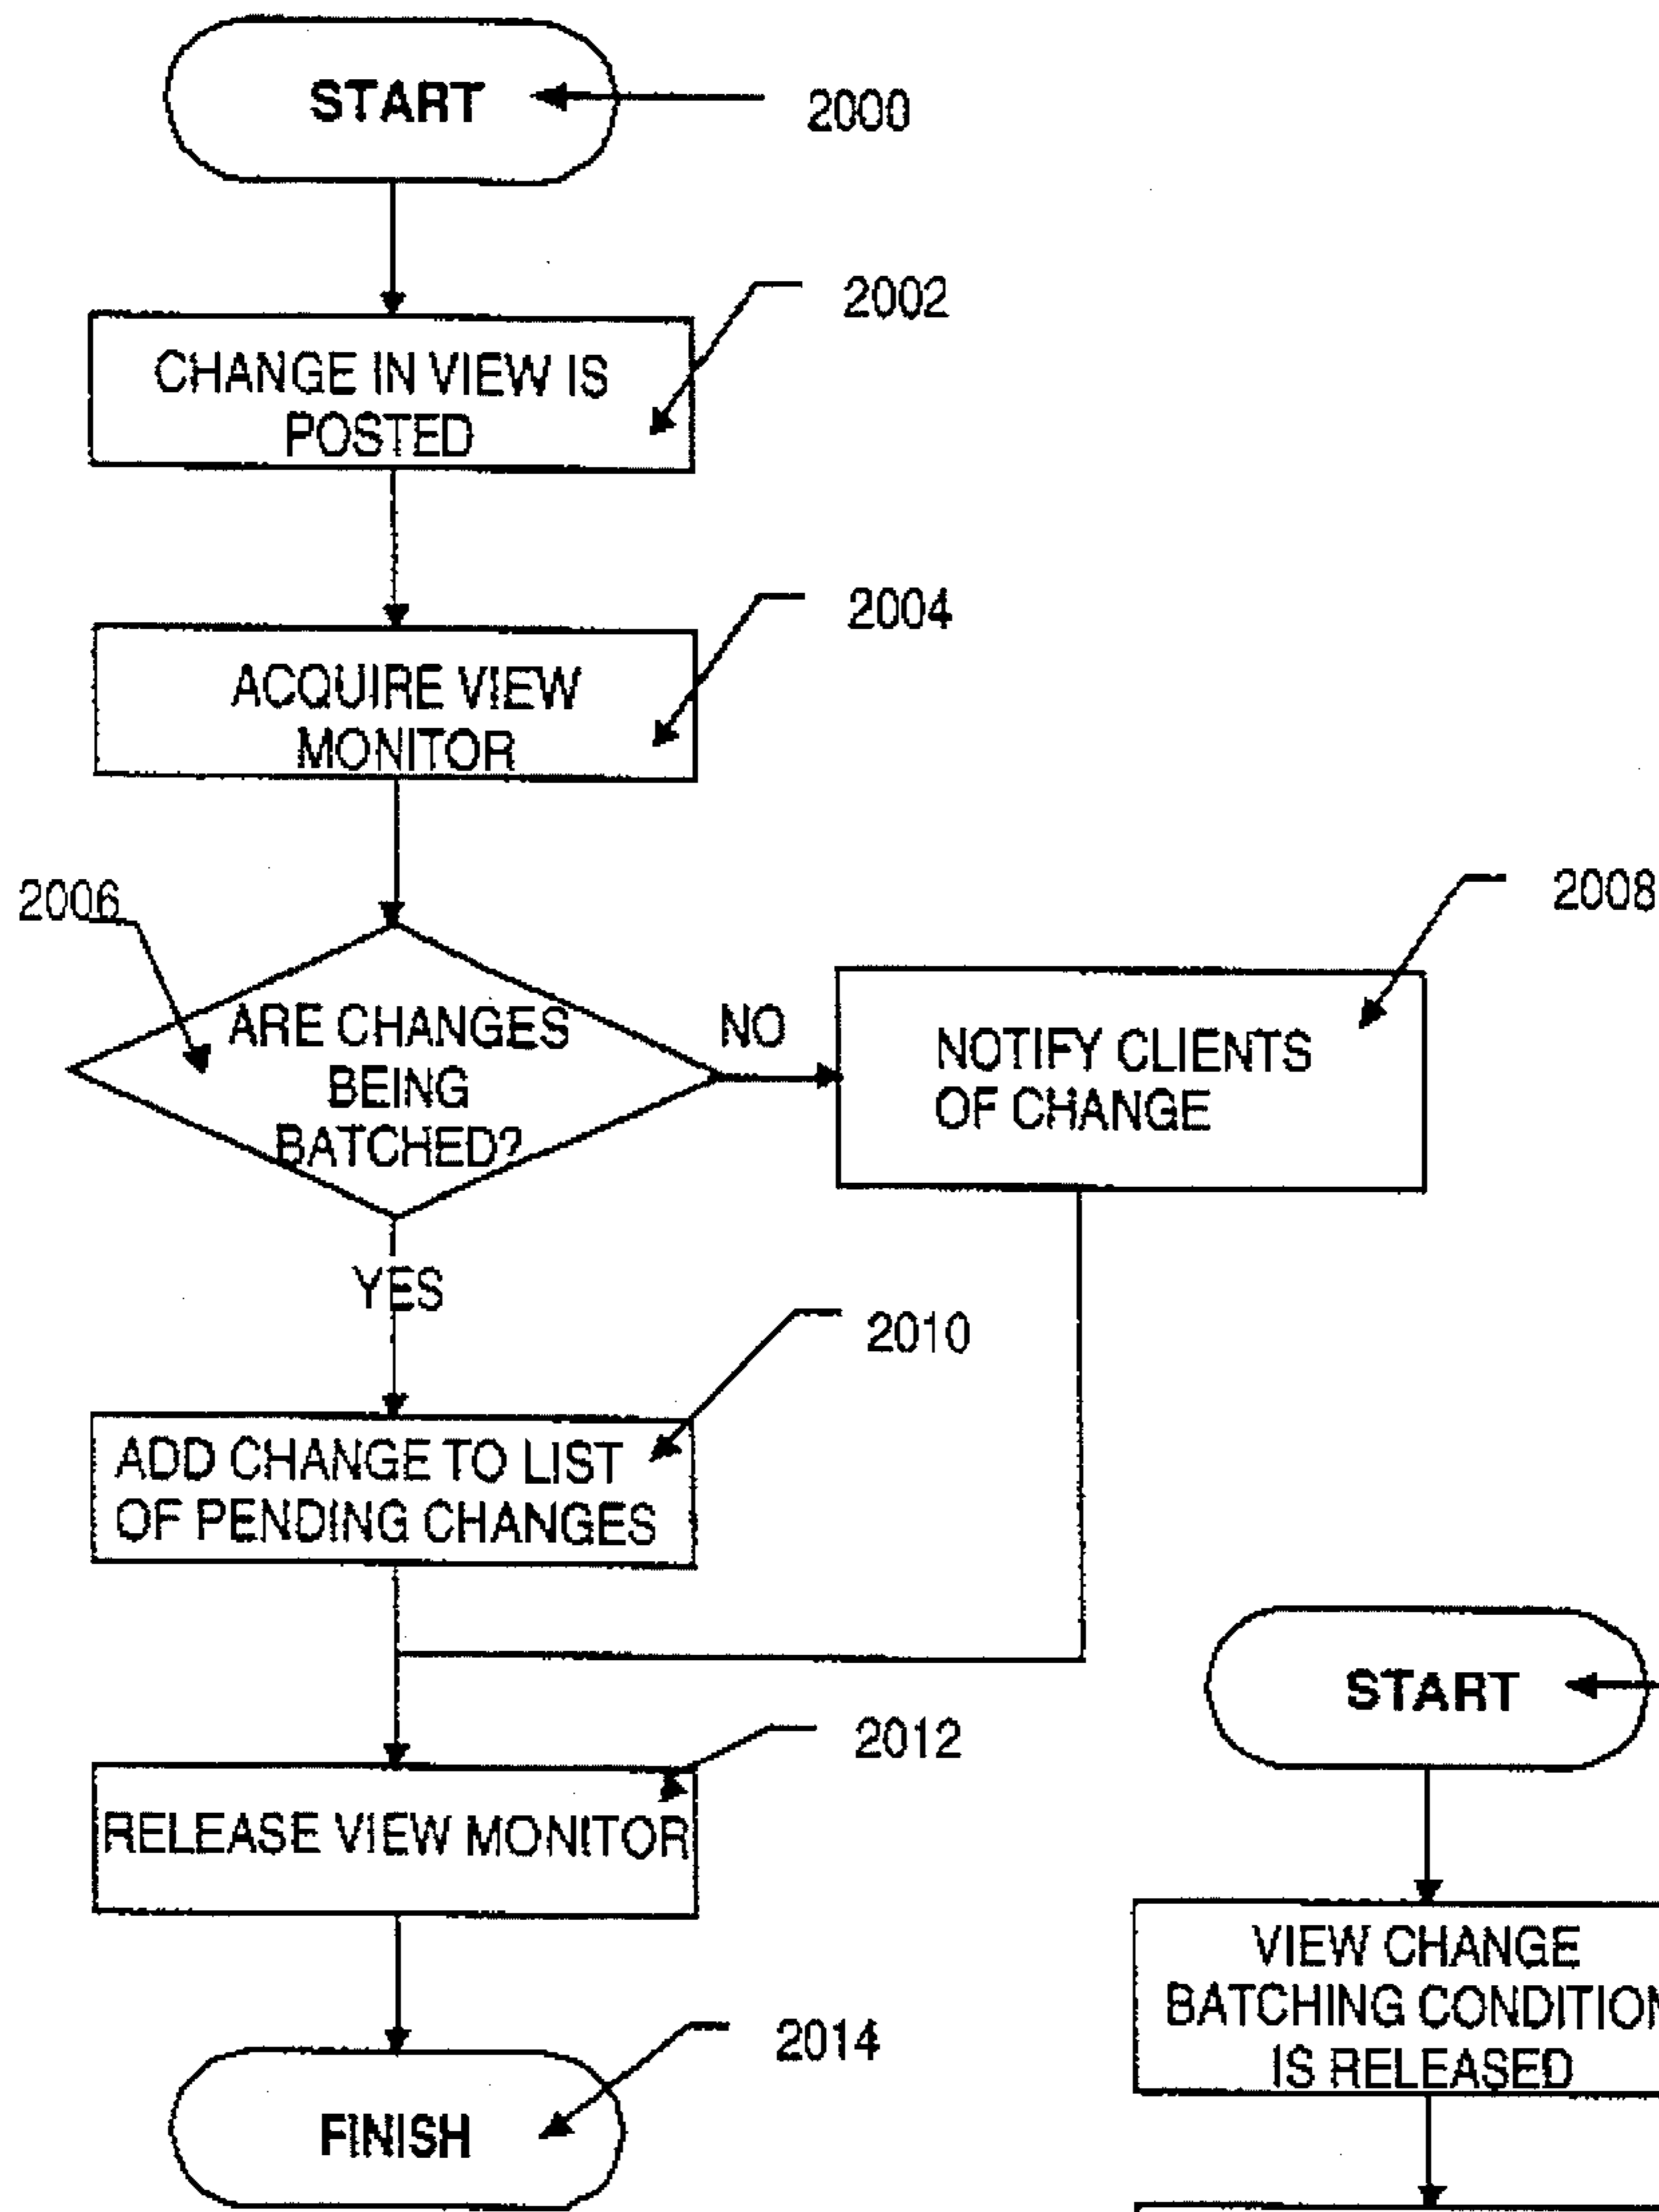 START
2000
2002
CHANGE IN VIEW IS
POSTED
2004
ACQUIRE VIEW
MONITOR
2006
ARE CHANGES
BEING
BATCHED?
NO
2008
NOTIFY CLIENTS
OF CHANGE
YES
2010
ADD CHANGE TO LIST
OF PENDING CHANGES
2012
RELEASE VIEW MONITOR
2014
FINISH
START
VIEW CHANGE
BATCHING CONDITION
IS RELEASED